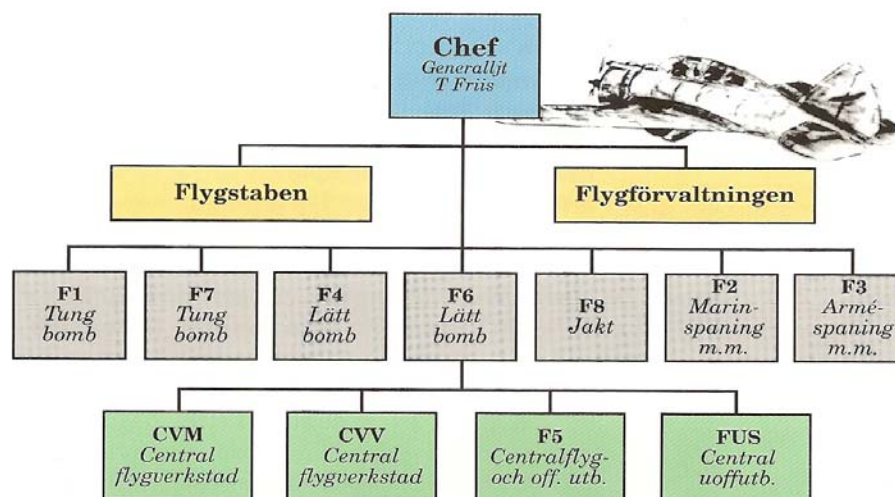 Chef
Generalljt
T Friis
Flygstaben
Flygförvaltningen
F1
Tung
bomb
F7
Tung
bomb
F4
Lätt
bomb
F6
Lätt
bomb
F8
Jakt
F2
Marin-
spaning
m.m.
F3
Armé-
spaning
m.m.
CVM
Central
flygverkstad
CVV
Central
flygverkstad
F5
Centralflyg-
och off. utb.
FUS
Central
uoffutb.